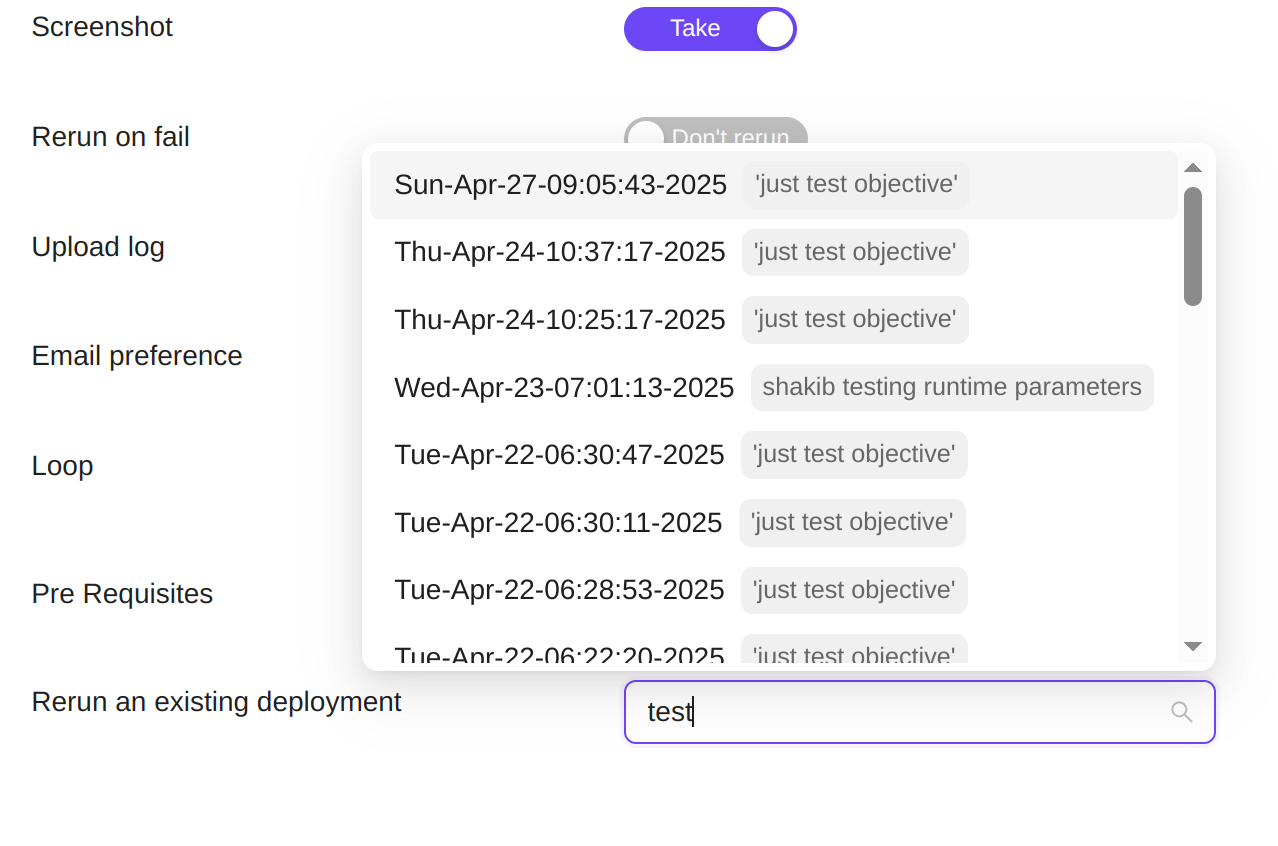 Screenshot Take
Rerun on fail Don't rerun
Sun-Apr-27-09:05:43-2025 'just test objective'
Upload log
Thu-Apr-24-10:37:17-2025 'just test objective'
Thu-Apr-24-10:25:17-2025 'just test objective'
Email preference
Wed-Apr-23-07:01:13-2025 shakib testing runtime parameters
Loop
Tue-Apr-22-06:30:47-2025 'just test objective'
Tue-Apr-22-06:30:11-2025 'just test objective'
Pre Requisites
Tue-Apr-22-06:28:53-2025 'just test objective'
Tue-Apr-22-06:22:20-2025 'just test objective'
Rerun an existing deployment test